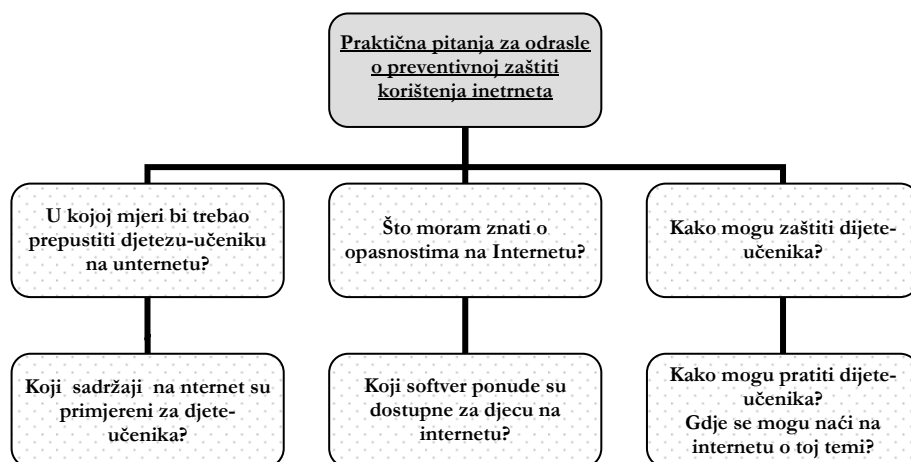 Praktična pitanja za odrasle
o preventivnoj zaštiti
korištenja inetrneta
U kojoj mjeri bi trebao
prepustiti djetezu-učeniku
na unternetu?
Što moram znati o
opasnostima na Internetu?
Kako mogu zaštiti dijete-
učenika?
Koji sadržaji na nternet su
primjereni za djete-
učenika?
Koji softver ponude su
dostupne za djecu na
internetu?
Kako mogu pratiti dijete-
učenika?
Gdje se mogu naći na
internetu o toj temi?